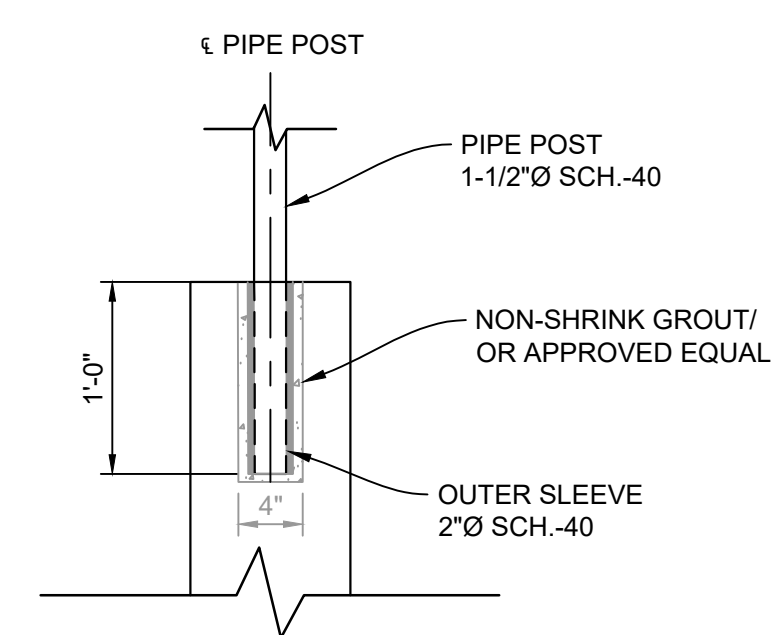 ℄ PIPE POST
PIPE POST
1-1/2"Ø SCH.-40
NON-SHRINK GROUT/
OR APPROVED EQUAL
1'-0"
OUTER SLEEVE
2"Ø SCH.-40
4"